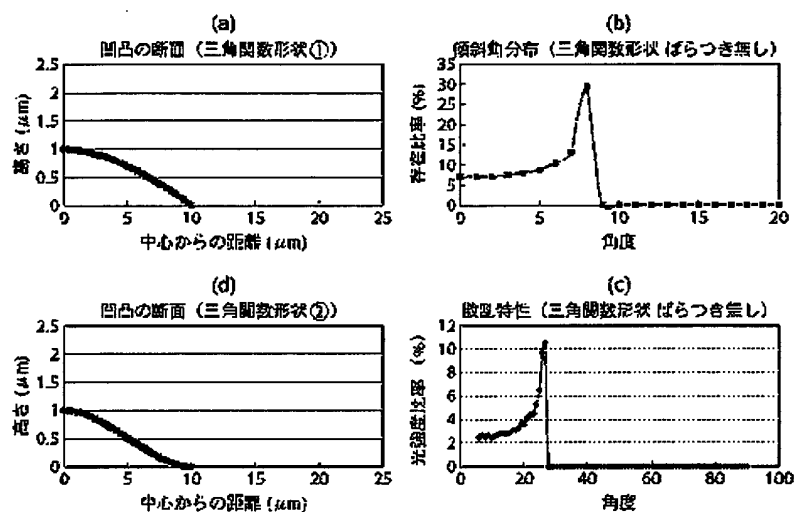 (a)
凹凸の断面（三角関数形状①）
2.5
2
1.5
1
0.5
0
高さ(μm)
0 5 10 15 20 25
中心からの距離(μm)
(b)
傾斜角分布（三角関数形状 ばらつき無し）
35
30
25
20
15
10
5
0
存在比率(%)
0 5 10 15 20
角度
(d)
凹凸の断面（三角関数形状②）
2.5
2
1.5
1
0.5
0
高さ(μm)
0 5 10 15 20 25
中心からの距離(μm)
(c)
散乱特性（三角関数形状 ばらつき無し）
12
10
8
6
4
2
0
光強度比率 (%)
0 20 40 60 80 100
角度